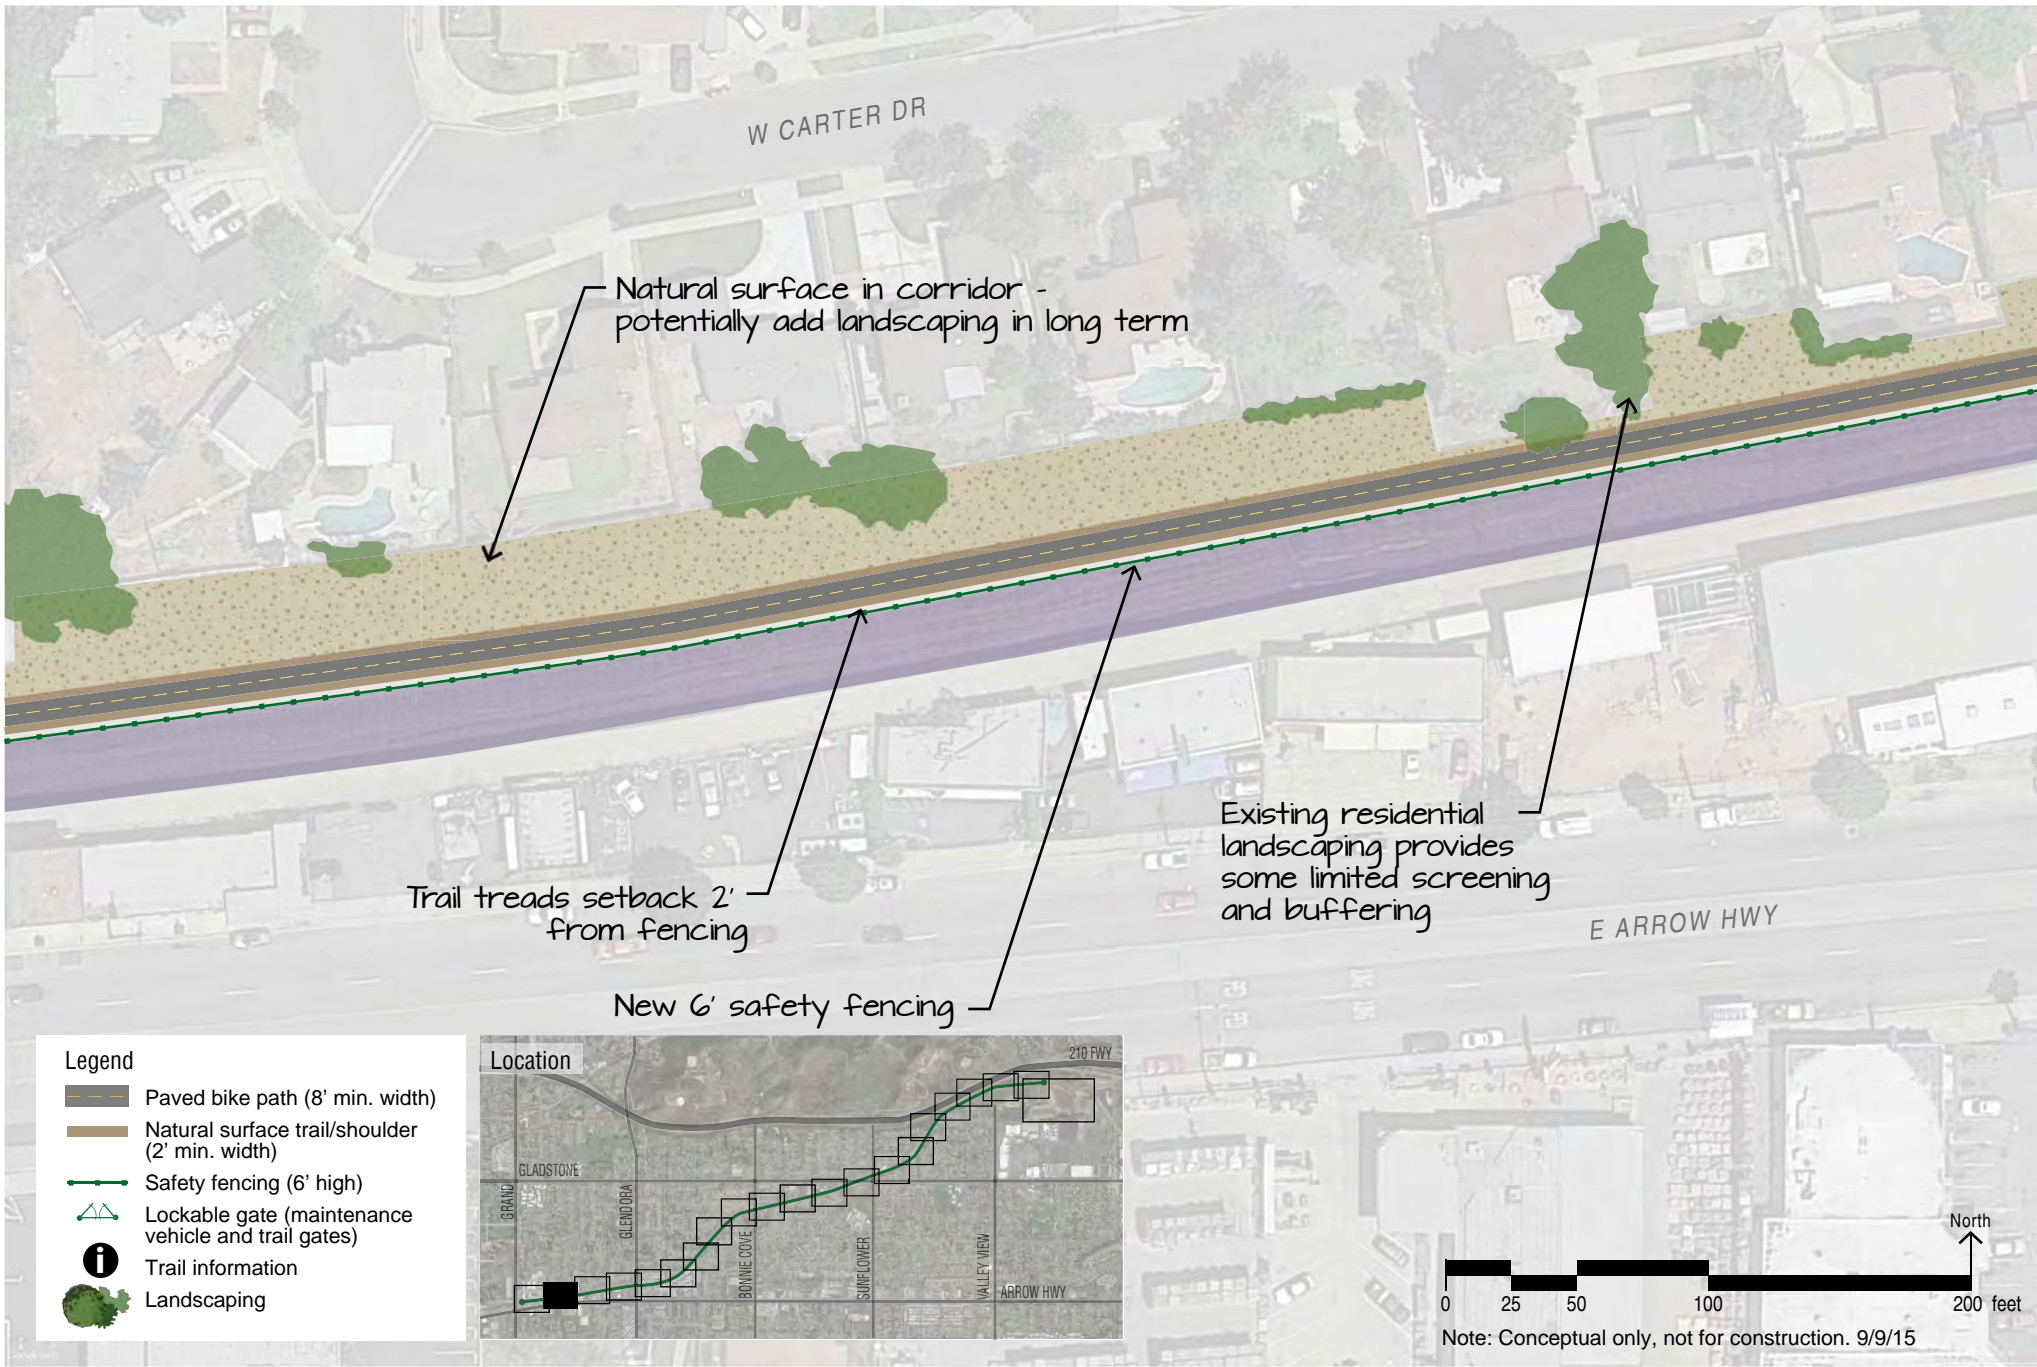 W CARTER DR
Natural surface in corridor -
potentially add landscaping in long term
Existing residential
landscaping provides
some limited screening
and buffering
Trail treads setback 2'
from fencing
New 6' safety fencing
E ARROW HWY
Legend
Paved bike path (8' min. width)
Natural surface trail/shoulder
(2' min. width)
Safety fencing (6' high)
Lockable gate (maintenance
vehicle and trail gates)
i
Trail information
Landscaping
Location
210 FWY
GLADSTONE
GRAND
GLENDORA
BONNIE COVE
SUNFLOWER
VALLEY VIEW
ARROW HWY
North
0 25 50 100 200 feet
Note: Conceptual only, not for construction. 9/9/15